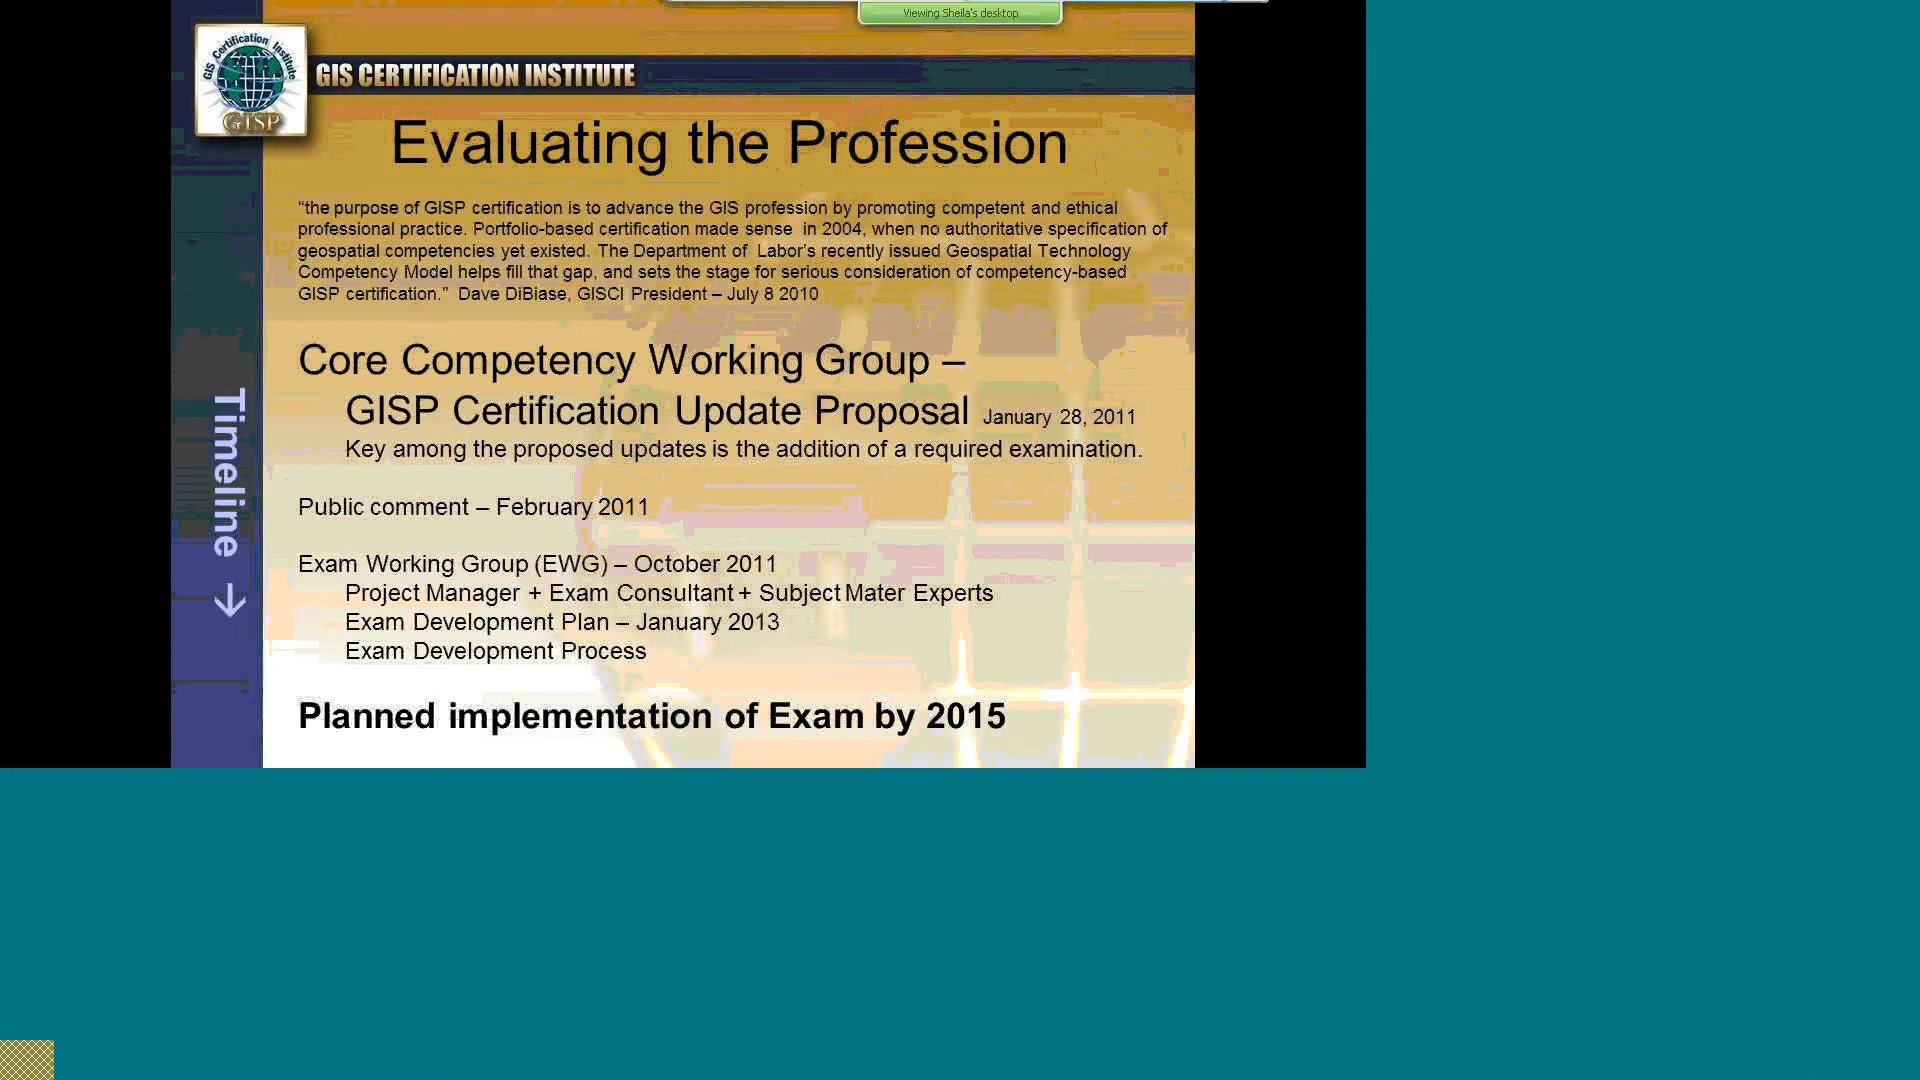 Viewing Sheila's desktop
GIS Certification Institute
GISP
GIS CERTIFICATION INSTITUTE
Evaluating the Profession
“the purpose of GISP certification is to advance the GIS profession by promoting competent and ethical
professional practice. Portfolio-based certification made sense in 2004, when no authoritative specification of
geospatial competencies yet existed. The Department of Labor’s recently issued Geospatial Technology
Competency Model helps fill that gap, and sets the stage for serious consideration of competency-based
GISP certification.” Dave DiBiase, GISCI President – July 8 2010
Core Competency Working Group –
GISP Certification Update Proposal January 28, 2011
Key among the proposed updates is the addition of a required examination.
Public comment – February 2011
Exam Working Group (EWG) – October 2011
Project Manager + Exam Consultant + Subject Mater Experts
Exam Development Plan – January 2013
Exam Development Process
Planned implementation of Exam by 2015
Timeline →